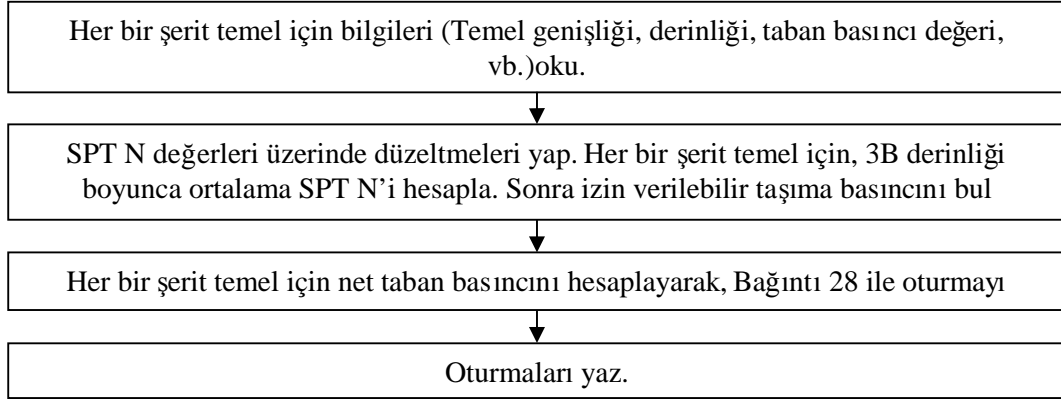 Her bir şerit temel için bilgileri (Temel genişliği, derinliği, taban basıncı değeri,
vb.)oku.
SPT N değerleri üzerinde düzeltmeleri yap. Her bir şerit temel için, 3B derinliği
boyunca ortalama SPT N’i hesapla. Sonra izin verilebilir taşıma basıncını bul
Her bir şerit temel için net taban basıncını hesaplayarak, Bağıntı 28 ile oturmayı
Oturmaları yaz.